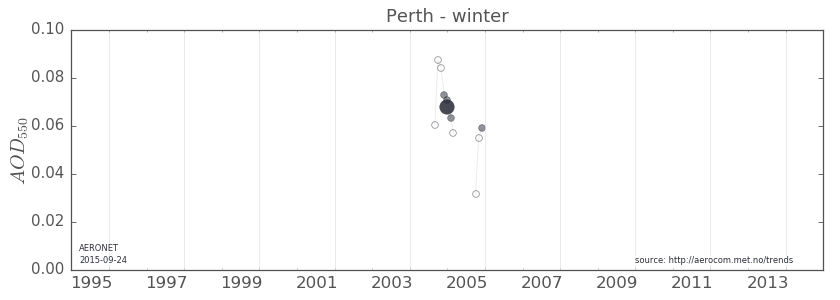 Perth - winter
0.10
0.08
0.06
0.04
0.02
0.00
AOD550
AERONET
2015-09-24
source: http://aerocom.met.no/trends
1995 1997 1999 2001 2003 2005 2007 2009 2011 2013